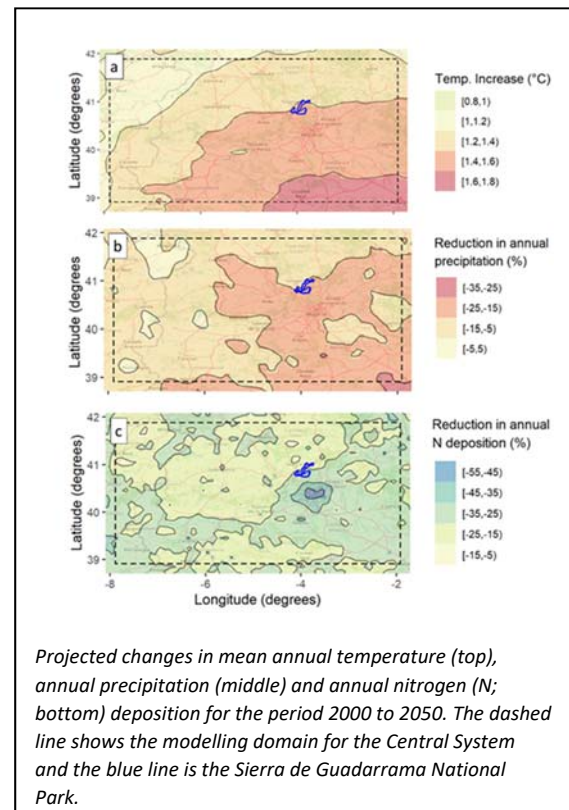 42
a
41
40
39
Latitude (degrees)
Temp. Increase (°C)
[0.8,1)
[1,1.2)
[1.2,1.4)
[1.4,1.6)
[1.6,1.8)
42
b
41
40
39
Latitude (degrees)
Reduction in annual
precipitation (%)
[-35,-25)
[-25,-15)
[-15,-5)
[-5,5)
42
c
41
40
39
Latitude (degrees)
Reduction in annual
N deposition (%)
[-55,-45)
[-45,-35)
[-35,-25)
[-25,-15)
[-15,-5)
-8 -6 -4 -2
Longitude (degrees)
Projected changes in mean annual temperature (top),
annual precipitation (middle) and annual nitrogen (N;
bottom) deposition for the period 2000 to 2050. The dashed
line shows the modelling domain for the Central System
and the blue line is the Sierra de Guadarrama National
Park.